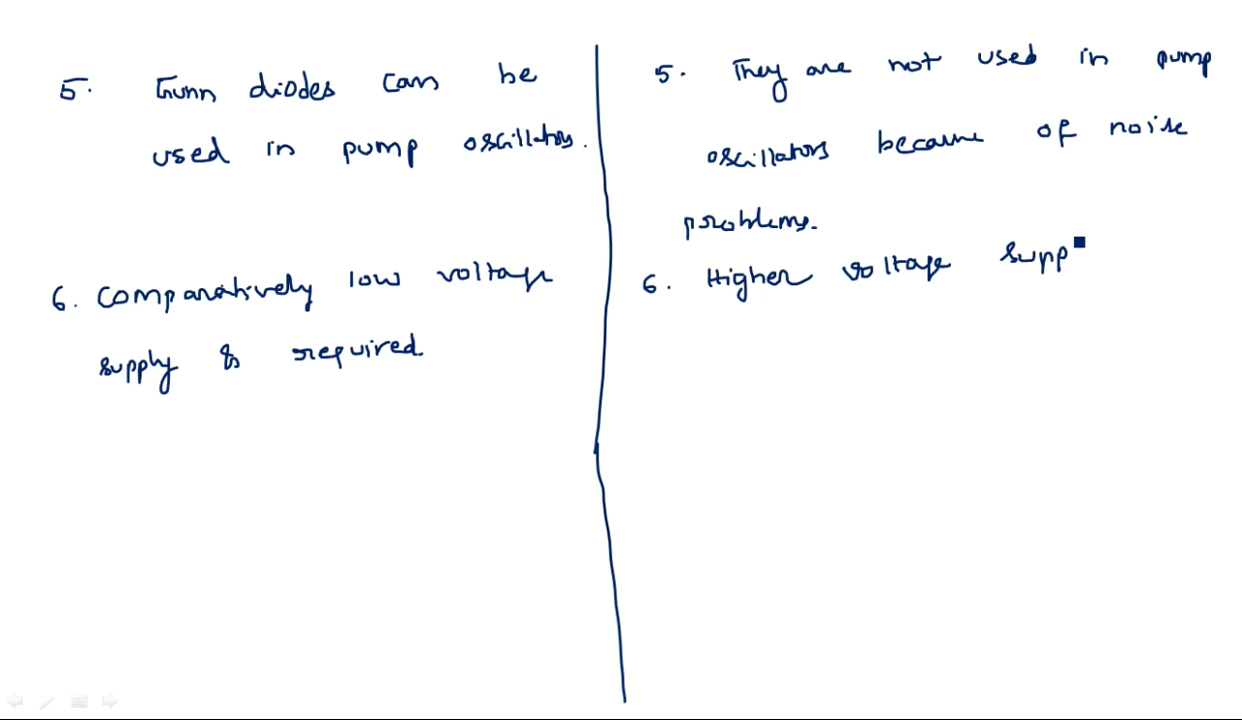 5. Gunn diodes can be
used in pump oscillators.
6. Comparatively low voltage
supply is required
5. They are not used in pump
oscillators because of noise
problems.
6. Higher voltage supp